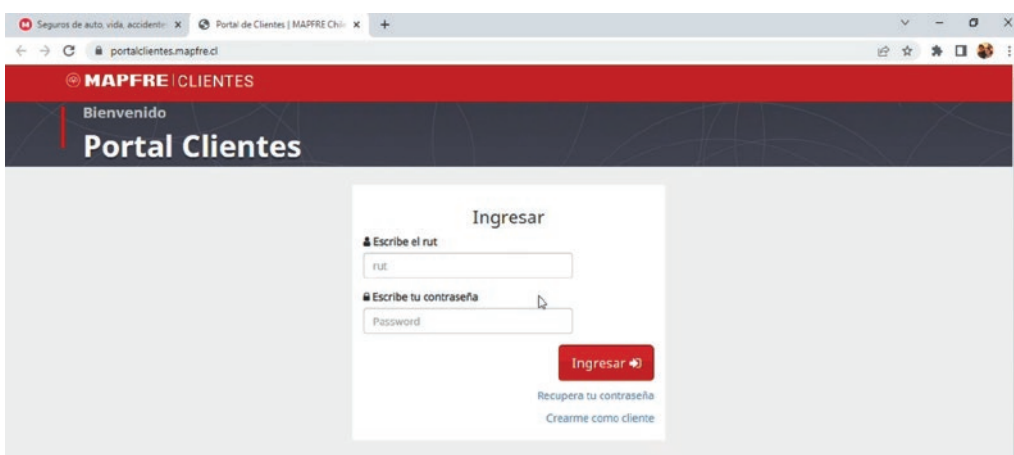 Seguros de auto, vida, accidente
Portal de Clientes | MAPFRE Chil
portalclientes.mapfre.cl
MAPFRE | CLIENTES
Bienvenido
Portal Clientes
Ingresar
Escribe el rut
rut
Escribe tu contraseña
Password
Ingresar
Recupera tu contraseña
Crearme como cliente